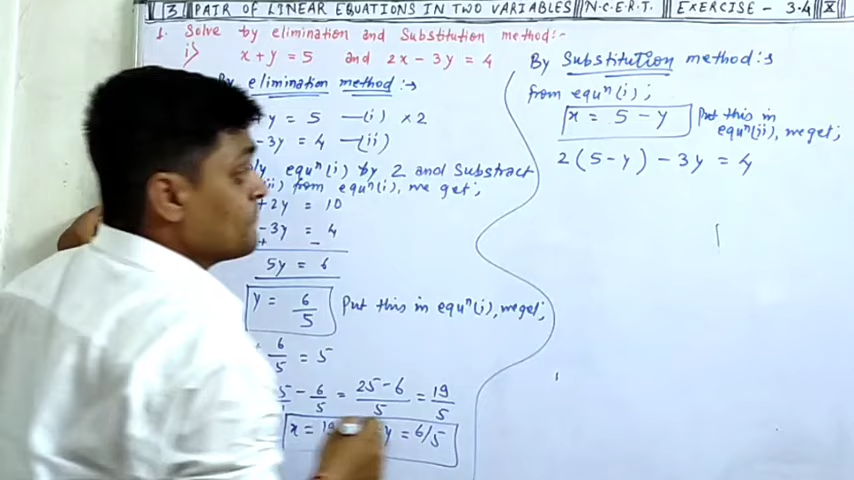 3 PAIR OF LINEAR EQUATIONS IN TWO VARIABLES N.C.E.R.T. EXERCISE - 3.4 X
1. Solve by elimination and Substitution method:-
i> x + y = 5 and 2x - 3y = 4
By elimination method :→
y = 5 —(i) × 2
- 3y = 4 —(ii)
equⁿ(i) by 2 and Substract
from equⁿ(i), we get;
+ 2y = 10
- 3y = 4
+ -
5y = 6
y = 6/5 Put this in equⁿ(i), we get;
6/5 = 5
- 6/5 = 25-6/5 = 19/5
x = 19 y = 6/5
By Substitution method:→
from equⁿ(i);
x = 5 - y Put this in
equⁿ(ii), we get;
2(5-y) - 3y = 4